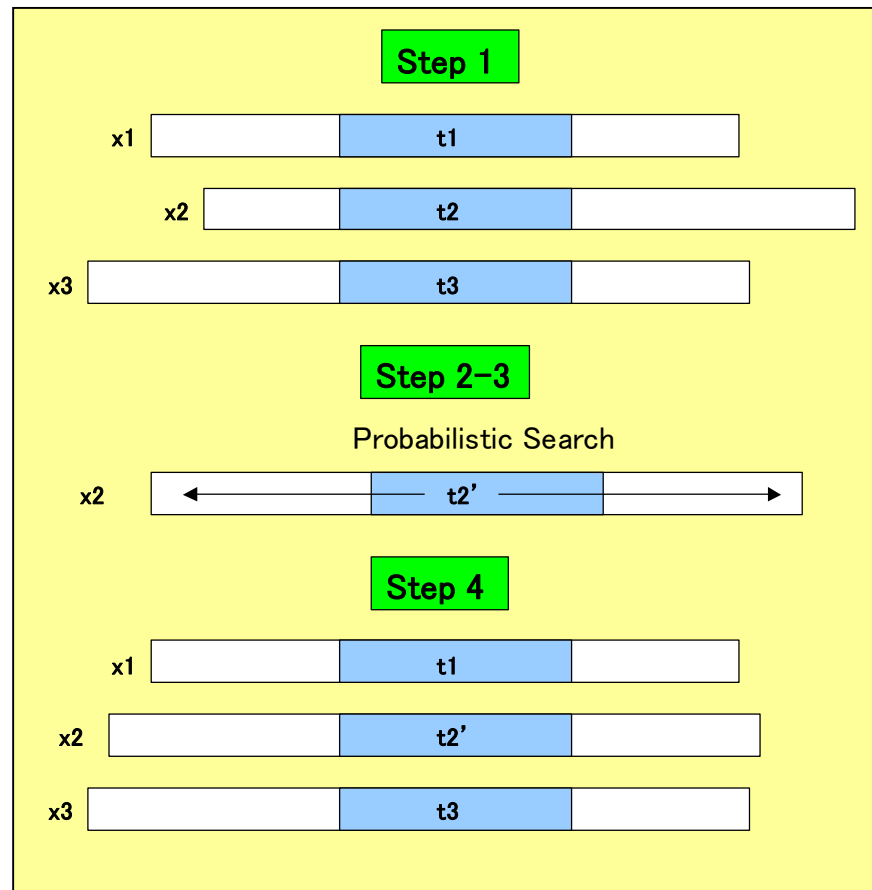 Step 1
x1 t1
x2 t2
x3 t3
Step 2-3
Probabilistic Search
x2 t2'
Step 4
x1 t1
x2 t2'
x3 t3